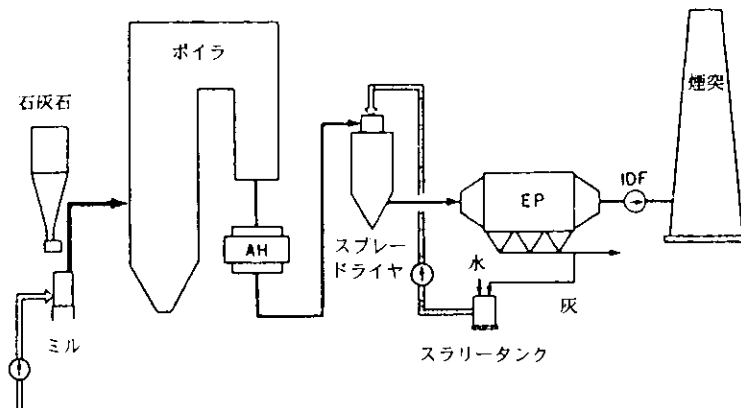 ボイラ
石灰石
煙突
IDF
EP
AH
スプレー
ドライヤ
水
灰
ミル
スラリータンク